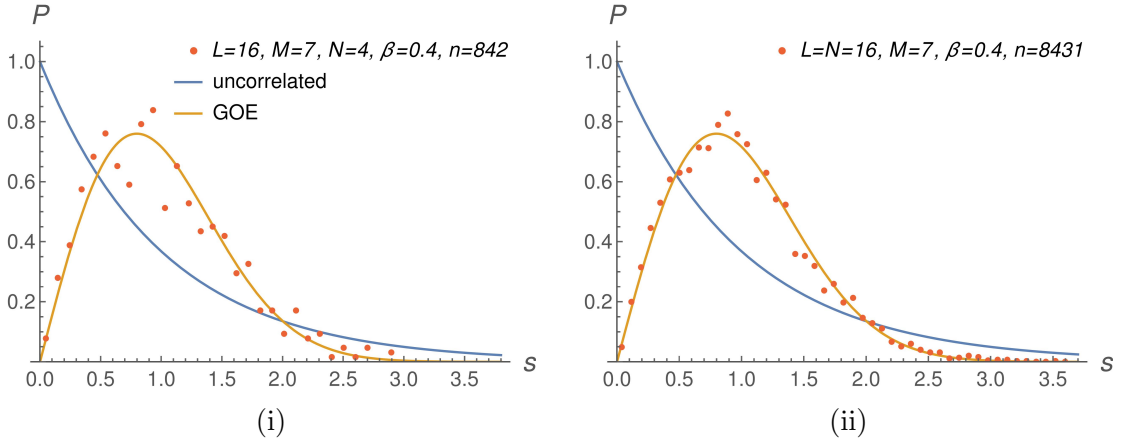 P
L=16, M=7, N=4, β=0.4, n=842
uncorrelated
GOE
1.0
0.8
0.6
0.4
0.2
0.0 0.5 1.0 1.5 2.0 2.5 3.0 3.5
s
(i)
P
L=N=16, M=7, β=0.4, n=8431
1.0
0.8
0.6
0.4
0.2
0.0 0.5 1.0 1.5 2.0 2.5 3.0 3.5
s
(ii)